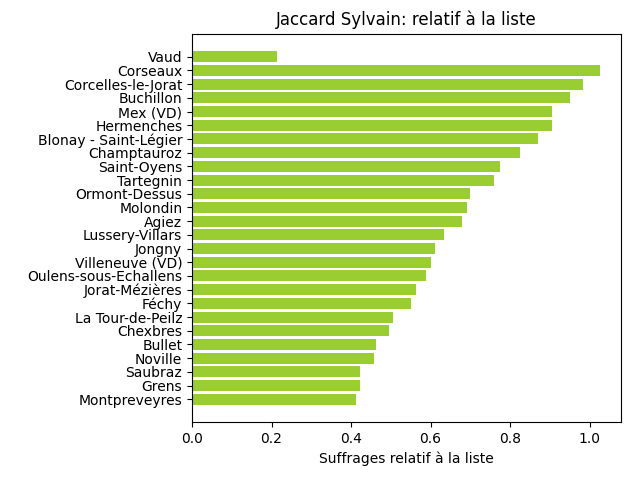 Jaccard Sylvain: relatif à la liste
Vaud
Corseaux
Corcelles-le-Jorat
Buchillon
Mex (VD)
Hermenches
Blonay - Saint-Légier
Champtauroz
Saint-Oyens
Tartegnin
Ormont-Dessus
Molondin
Agiez
Lussery-Villars
Jongny
Villeneuve (VD)
Oulens-sous-Echallens
Jorat-Mézières
Féchy
La Tour-de-Peilz
Chexbres
Bullet
Noville
Saubraz
Grens
Montpreveyres
0.0 0.2 0.4 0.6 0.8 1.0
Suffrages relatif à la liste